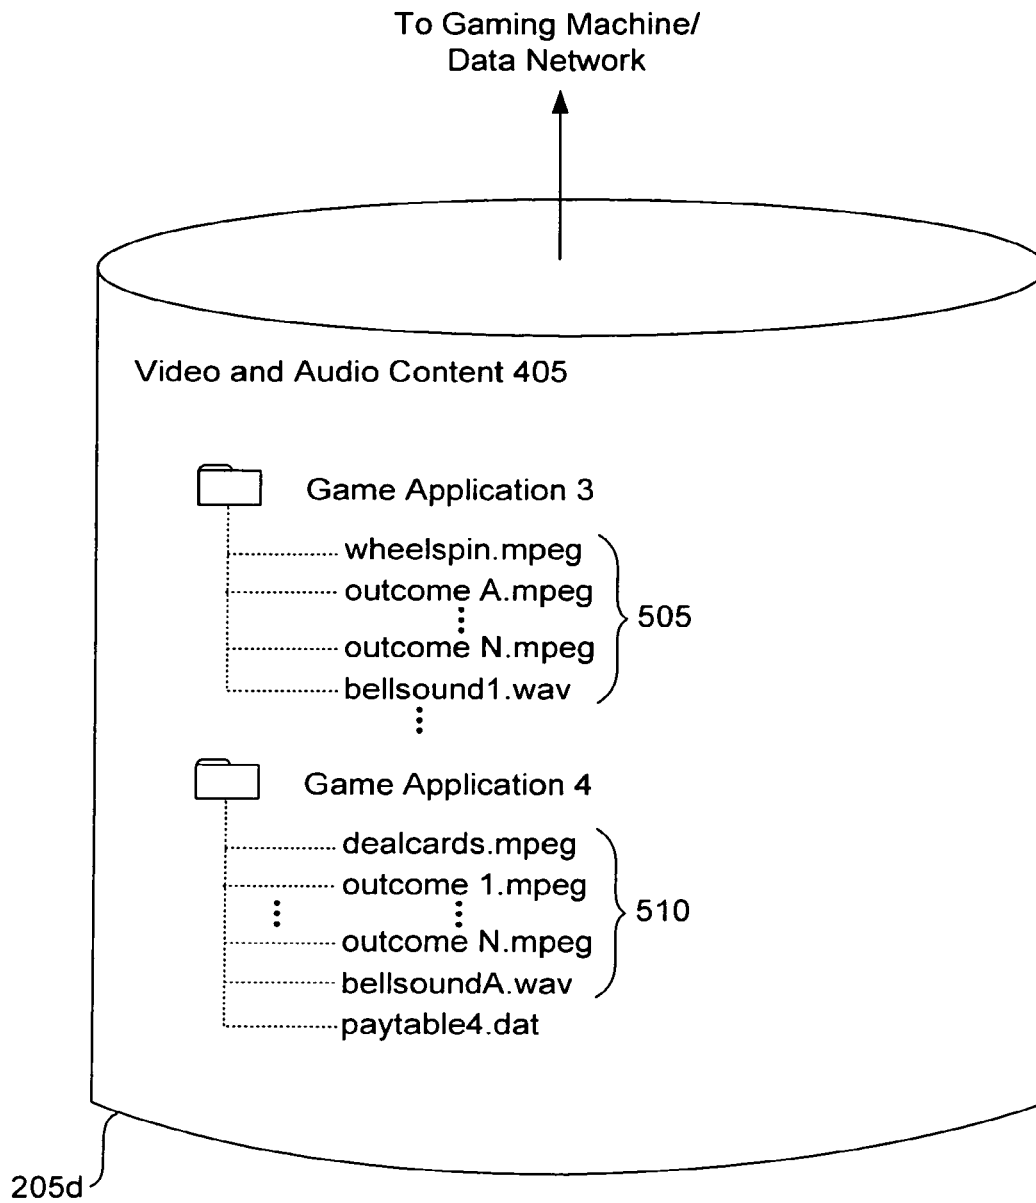 To Gaming Machine/
Data Network
Video and Audio Content 405
Game Application 3
wheelspin.mpeg
outcome A.mpeg
outcome N.mpeg
bellsound1.wav
505
Game Application 4
dealcards.mpeg
outcome 1.mpeg
outcome N.mpeg
bellsoundA.wav
510
paytable4.dat
205d